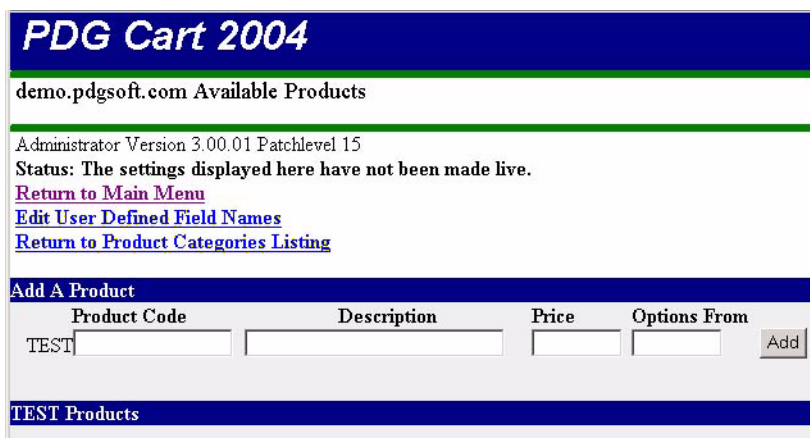 PDG Cart 2004
demo.pdgsoft.com Available Products
Administrator Version 3.00.01 Patchlevel 15
Status: The settings displayed here have not been made live.
Return to Main Menu
Edit User Defined Field Names
Return to Product Categories Listing
Add A Product
Product Code Description Price Options From
TEST Add
TEST Products